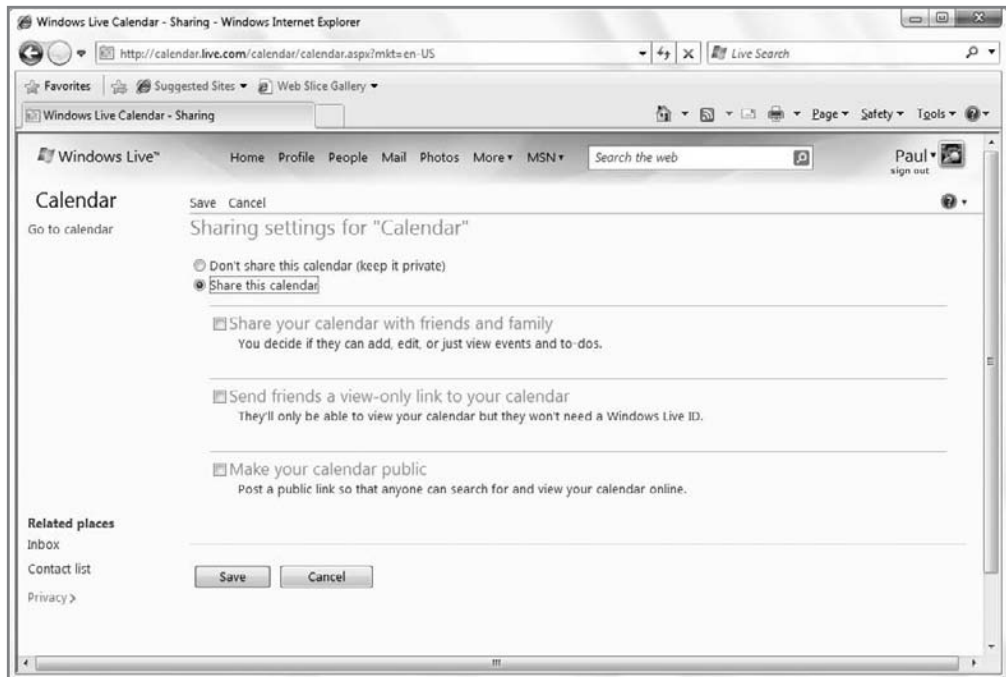 Windows Live Calendar - Sharing - Windows Internet Explorer
http://calendar.live.com/calendar/calendar.aspx?mkt=en-US Live Search
Favorites Suggested Sites Web Slice Gallery
Windows Live Calendar - Sharing Page Safety Tools
Windows Live™ Home Profile People Mail Photos More MSN Search the web Paul
sign out
Calendar Save Cancel
Go to calendar Sharing settings for "Calendar"
Don't share this calendar (keep it private)
Share this calendar
Share your calendar with friends and family
You decide if they can add, edit, or just view events and to-dos.
Send friends a view-only link to your calendar
They'll only be able to view your calendar but they won't need a Windows Live ID.
Make your calendar public
Post a public link so that anyone can search for and view your calendar online.
Related places
Inbox
Contact list
Save Cancel
Privacy